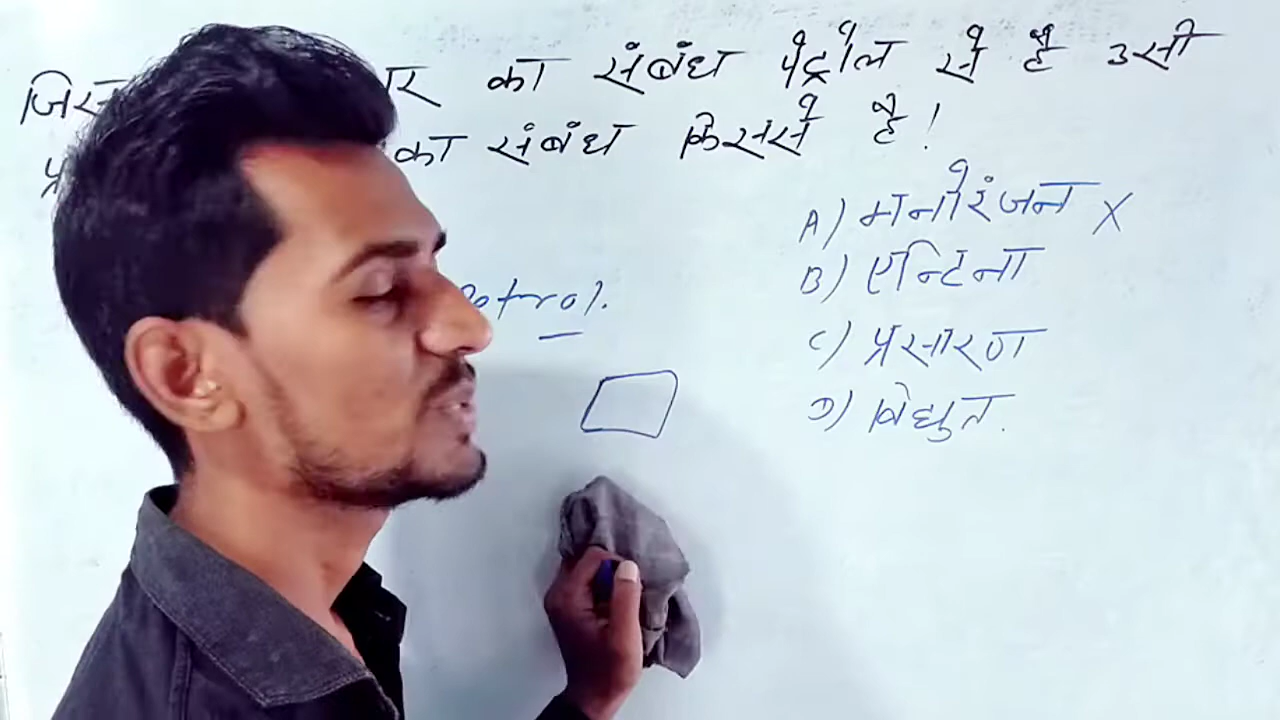 का संबंध पेट्रोल से है उसी
का संबंध किससे है!
A) मनोरंजन X
B) एन्टिना
C) प्रसारण
D) विद्युत.
Petrol.